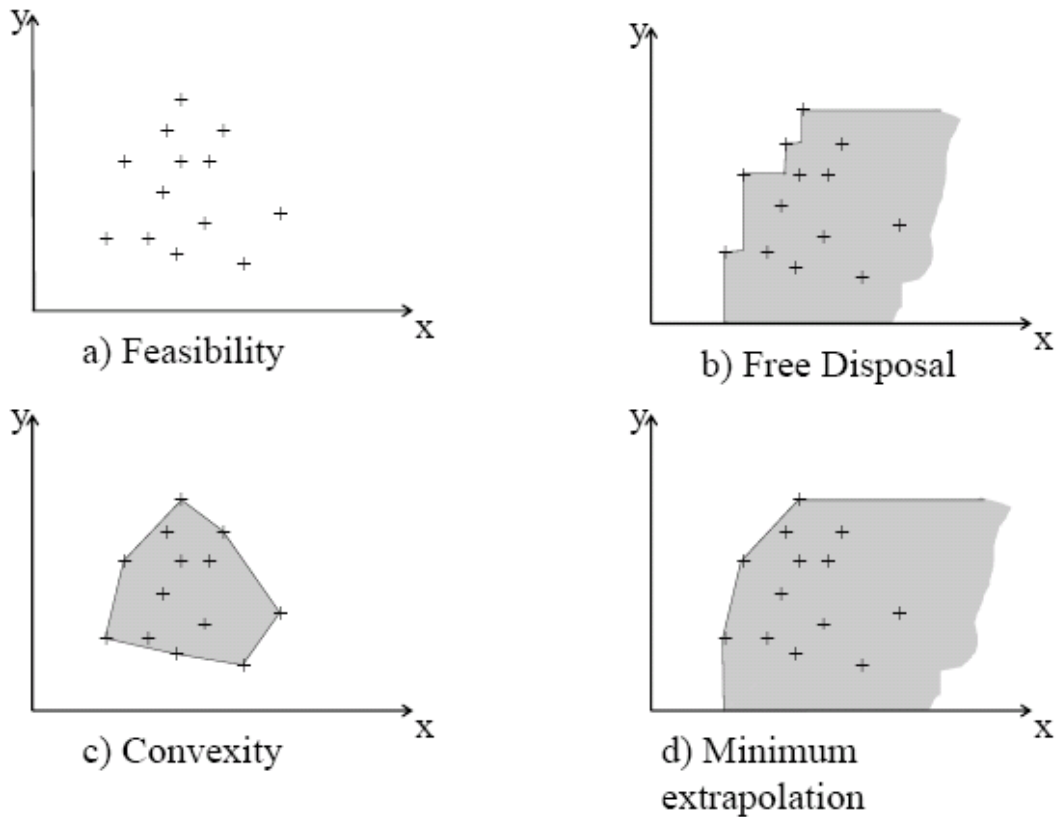 y
y
x
a) Feasibility
x
b) Free Disposal
y
y
x
c) Convexity
x
d) Minimum
extrapolation